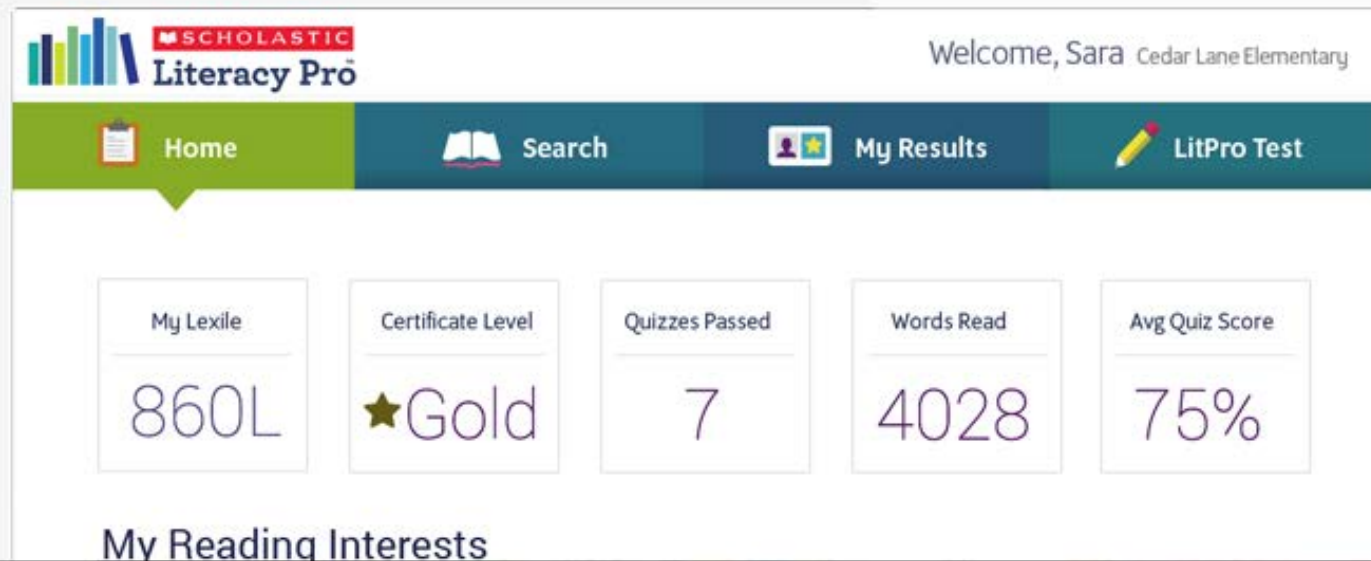 SCHOLASTIC
Literacy Pro™
Welcome, Sara Cedar Lane Elementary
Home Search My Results LitPro Test
My Lexile Certificate Level Quizzes Passed Words Read Avg Quiz Score
860L Gold 7 4028 75%
My Reading Interests